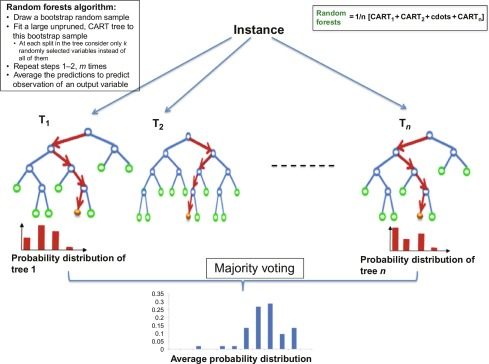 Random forests algorithm:
• Draw a bootstrap random sample
• Fit a large unpruned, CART tree to
this bootstrap sample
• At each split in the tree consider only k
randomly selected variables instead of
all of them
• Repeat steps 1–2, m times
• Average the predictions to predict
observation of an output variable
Instance
Random
forests = 1/n [CART1 + CART2 + cdots + CARTn]
T1
T2
Tn
Probability distribution of
tree 1
Probability distribution of
tree n
Majority voting
0.35
0.3
0.25
0.2
0.15
0.1
0.05
0
Average probability distribution